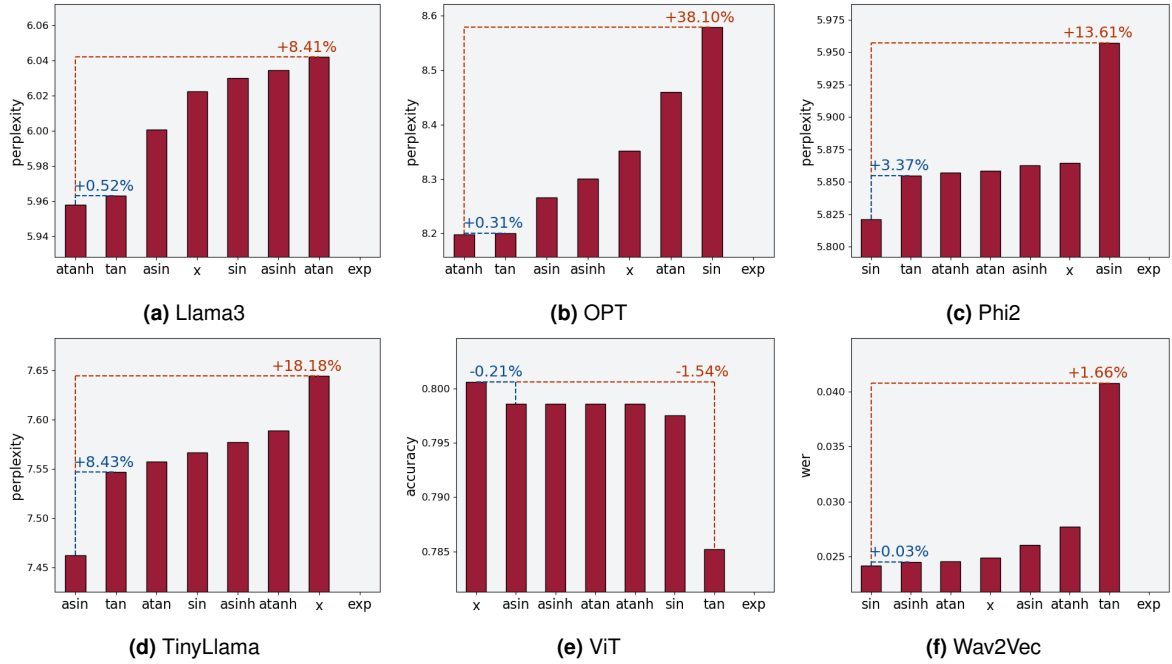 6.06
6.04
6.02
6.00
5.98
5.96
5.94
perplexity
+8.41%
+0.52%
atanh tan asin x sin asinh atan exp
(a) Llama3
8.6
8.5
8.4
8.3
8.2
perplexity
+38.10%
+0.31%
atanh tan asin asinh x atan sin exp
(b) OPT
5.975
5.950
5.925
5.900
5.875
5.850
5.825
5.800
perplexity
+13.61%
+3.37%
sin tan atanh atan asinh x asin exp
(c) Phi2
7.65
7.60
7.55
7.50
7.45
perplexity
+18.18%
+8.43%
asin tan atan sin asinh atanh x exp
(d) TinyLlama
0.800
0.795
0.790
0.785
accuracy
-0.21%
-1.54%
x asin asinh atan atanh sin tan exp
(e) ViT
0.040
0.035
0.030
0.025
wer
+1.66%
+0.03%
sin asinh atan x asin atanh tan exp
(f) Wav2Vec